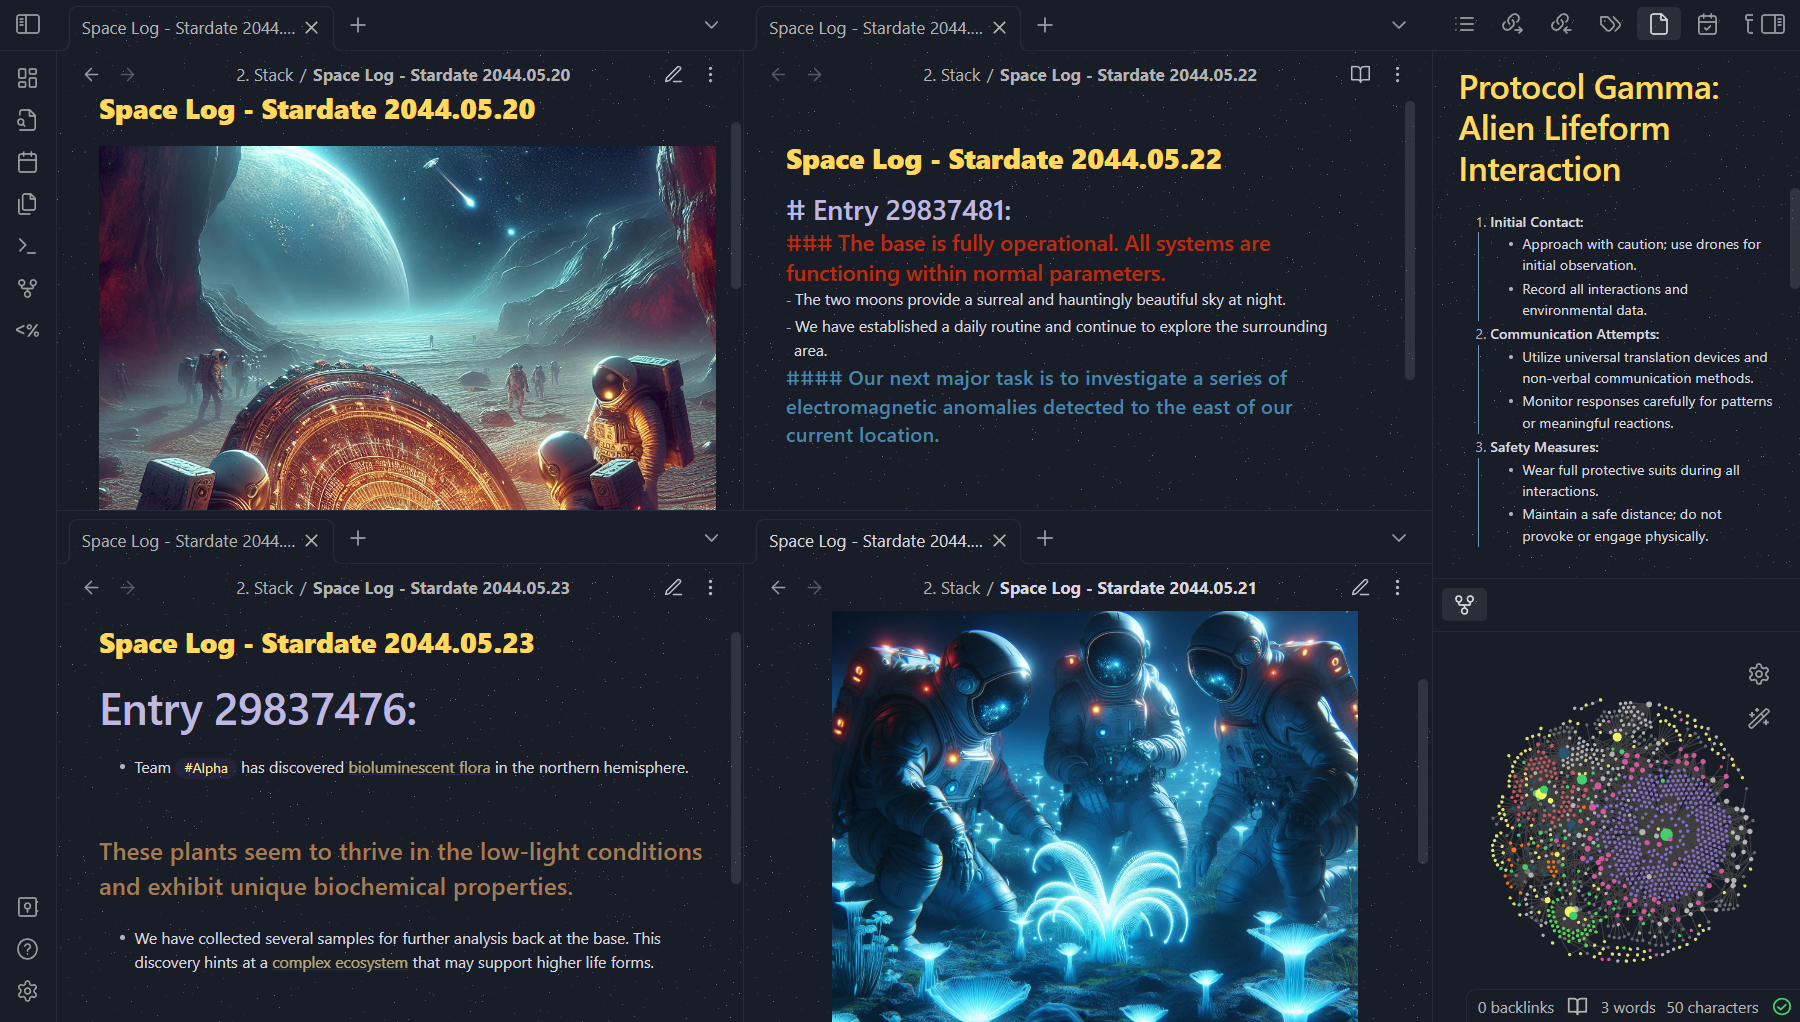 Space Log - Stardate 2044....
2. Stack / Space Log - Stardate 2044.05.20
Space Log - Stardate 2044.05.20
Space Log - Stardate 2044....
2. Stack / Space Log - Stardate 2044.05.22
Space Log - Stardate 2044.05.22
# Entry 29837481:
### The base is fully operational. All systems are
functioning within normal parameters.
- The two moons provide a surreal and hauntingly beautiful sky at night.
- We have established a daily routine and continue to explore the surrounding
area.
#### Our next major task is to investigate a series of
electromagnetic anomalies detected to the east of our
current location.
Space Log - Stardate 2044....
2. Stack / Space Log - Stardate 2044.05.23
Space Log - Stardate 2044.05.23
Entry 29837476:
• Team #Alpha has discovered bioluminescent flora in the northern hemisphere.
These plants seem to thrive in the low-light conditions
and exhibit unique biochemical properties.
• We have collected several samples for further analysis back at the base. This
discovery hints at a complex ecosystem that may support higher life forms.
Space Log - Stardate 2044....
2. Stack / Space Log - Stardate 2044.05.21
Protocol Gamma:
Alien Lifeform
Interaction
1. Initial Contact:
• Approach with caution; use drones for
initial observation.
• Record all interactions and
environmental data.
2. Communication Attempts:
• Utilize universal translation devices and
non-verbal communication methods.
• Monitor responses carefully for patterns
or meaningful reactions.
3. Safety Measures:
• Wear full protective suits during all
interactions.
• Maintain a safe distance; do not
provoke or engage physically.
<%
0 backlinks 3 words 50 characters